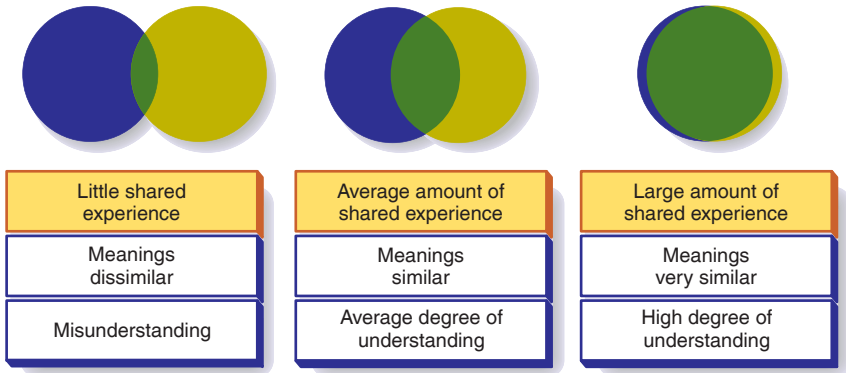 Little shared
experience
Meanings
dissimilar
Misunderstanding
Average amount of
shared experience
Meanings
similar
Average degree of
understanding
Large amount of
shared experience
Meanings
very similar
High degree of
understanding